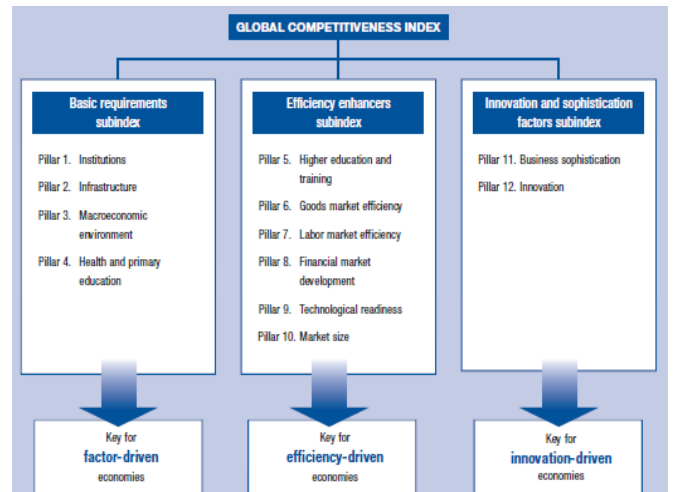 GLOBAL COMPETITIVENESS INDEX
Basic requirements
subindex
Pillar 1. Institutions
Pillar 2. Infrastructure
Pillar 3. Macroeconomic
environment
Pillar 4. Health and primary
education
Key for
factor-driven
economies
Efficiency enhancers
subindex
Pillar 5. Higher education and
training
Pillar 6. Goods market efficiency
Pillar 7. Labor market efficiency
Pillar 8. Financial market
development
Pillar 9. Technological readiness
Pillar 10. Market size
Key for
efficiency-driven
economies
Innovation and sophistication
factors subindex
Pillar 11. Business sophistication
Pillar 12. Innovation
Key for
innovation-driven
economies